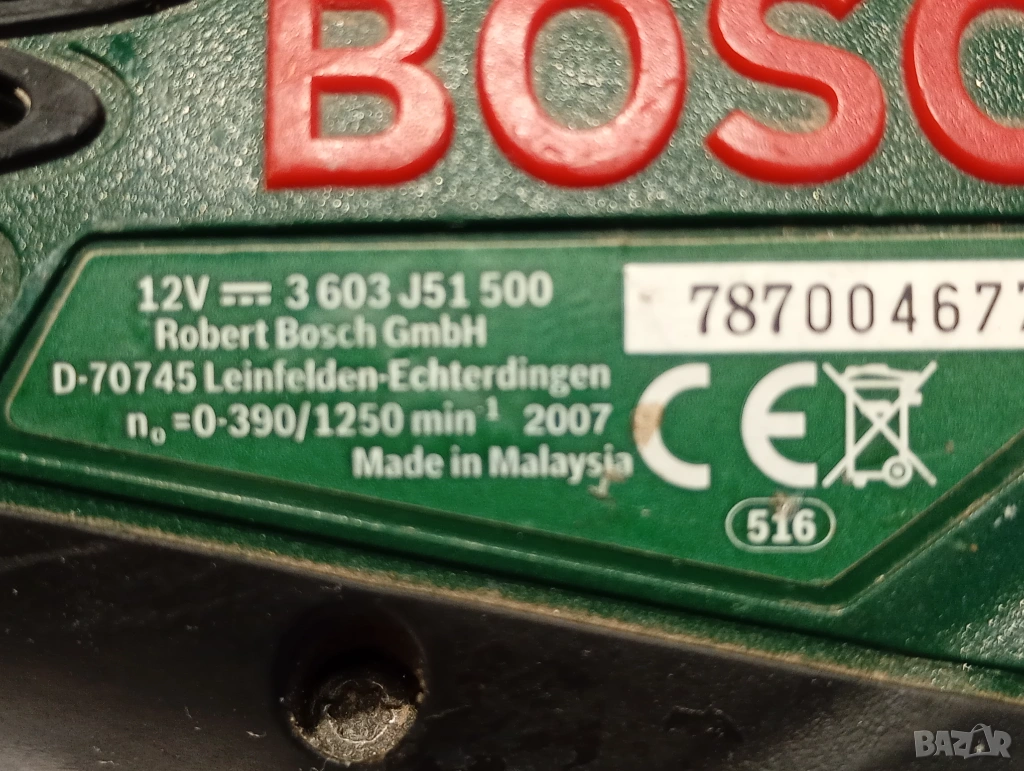 BOSC
12V ⎓ 3 603 J51 500
787004677
Robert Bosch GmbH
D-70745 Leinfelden-Echterdingen
n₀ =0-390/1250 min⁻¹ 2007
Made in Malaysia
CE
516
BAZAR